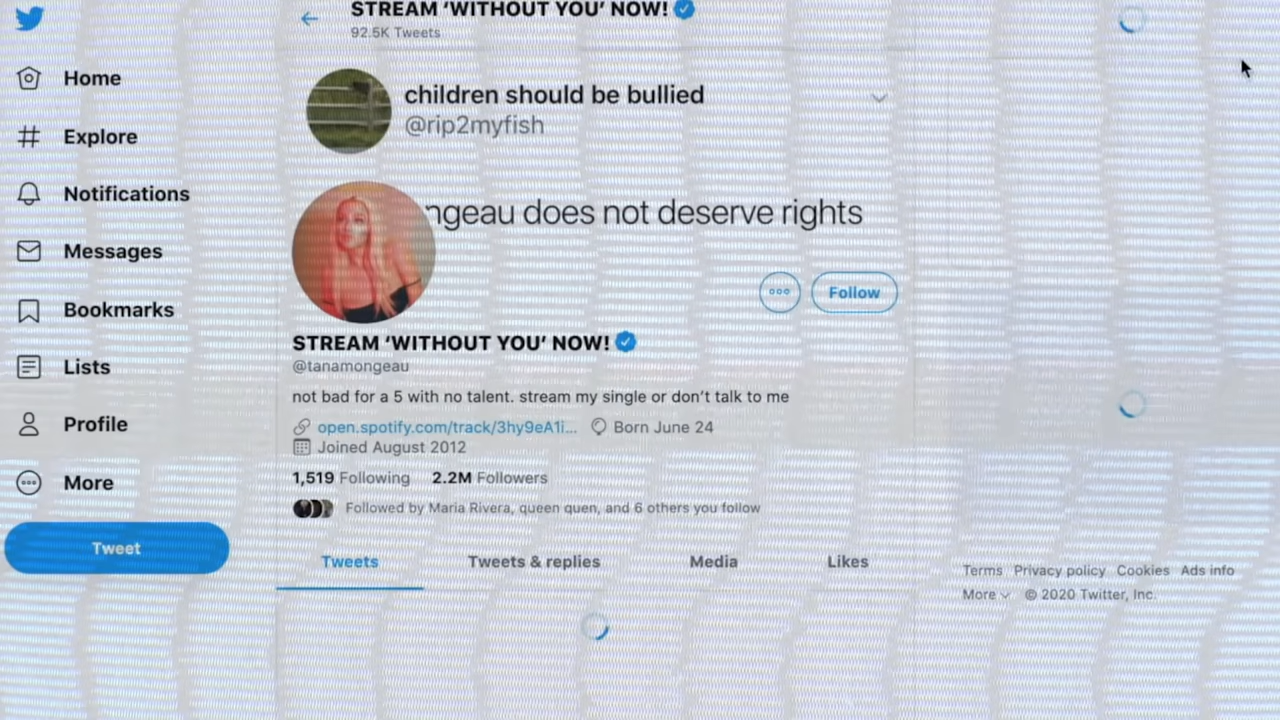 STREAM ‘WITHOUT YOU’ NOW!
92.5K Tweets
Home
Explore
Notifications
Messages
Bookmarks
Lists
Profile
More
Tweet
children should be bullied
@rip2myfish
ngeau does not deserve rights
Follow
STREAM ‘WITHOUT YOU’ NOW!
@tanamongeau
not bad for a 5 with no talent. stream my single or don’t talk to me
open.spotify.com/track/3hy9eA1i... Born June 24
Joined August 2012
1,519 Following 2.2M Followers
Followed by Maria Rivera, queen quen, and 6 others you follow
Tweets Tweets & replies Media Likes
Terms Privacy policy Cookies Ads info
More © 2020 Twitter, Inc.